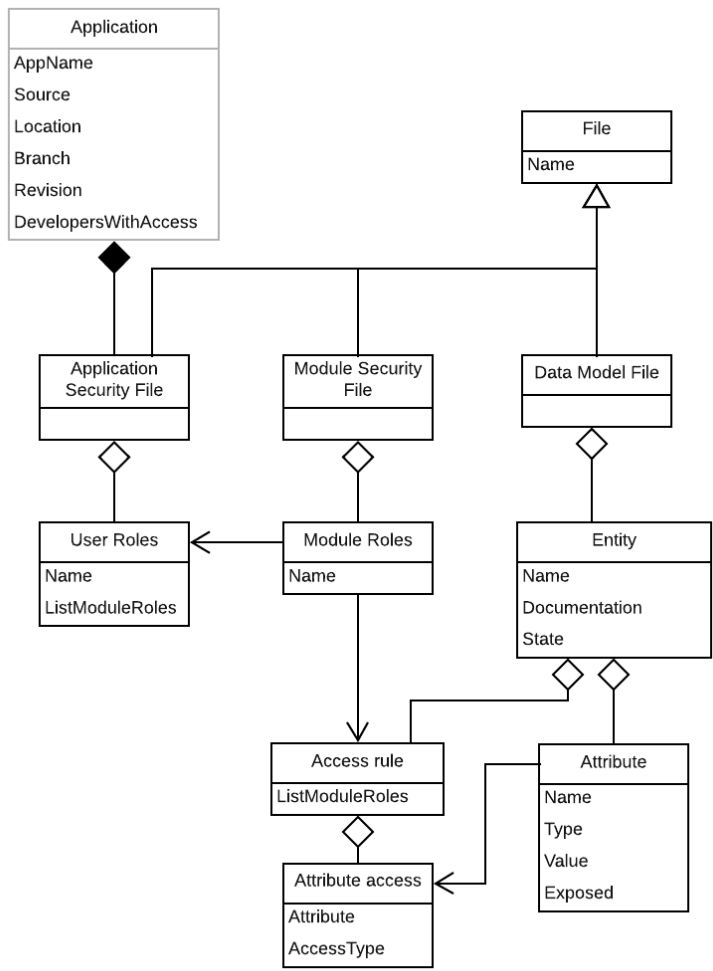 Application
AppName
Source
Location
Branch
Revision
DevelopersWithAccess
File
Name
Application
Security File
Module Security
File
Data Model File
User Roles
Name
ListModuleRoles
Module Roles
Name
Entity
Name
Documentation
State
Access rule
ListModuleRoles
Attribute
Name
Type
Value
Exposed
Attribute access
Attribute
AccessType